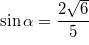 sin α = 2√6/5